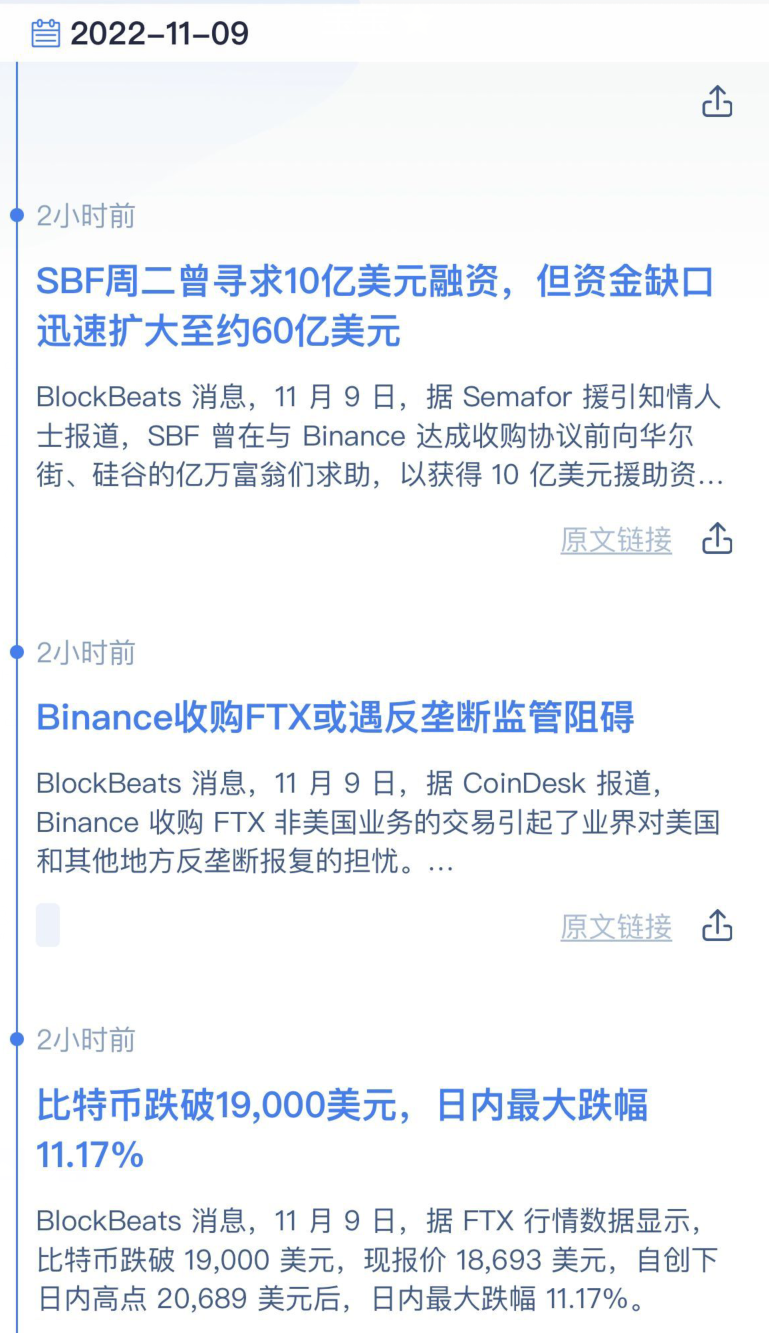 2022-11-09
2小时前
SBF周二曾寻求10亿美元融资，但资金缺口
迅速扩大至约60亿美元
BlockBeats 消息，11 月 9 日，据 Semafor 援引知情人
士报道，SBF 曾在与 Binance 达成收购协议前向华尔
街、硅谷的亿万富翁们求助，以获得 10 亿美元援助资...
原文链接
2小时前
Binance收购FTX或遇反垄断监管阻碍
BlockBeats 消息，11 月 9 日，据 CoinDesk 报道，
Binance 收购 FTX 非美国业务的交易引起了业界对美国
和其他地方反垄断报复的担忧。...
原文链接
2小时前
比特币跌破19,000美元，日内最大跌幅
11.17%
BlockBeats 消息，11 月 9 日，据 FTX 行情数据显示，
比特币跌破 19,000 美元，现报价 18,693 美元，自创下
日内高点 20,689 美元后，日内最大跌幅 11.17%。